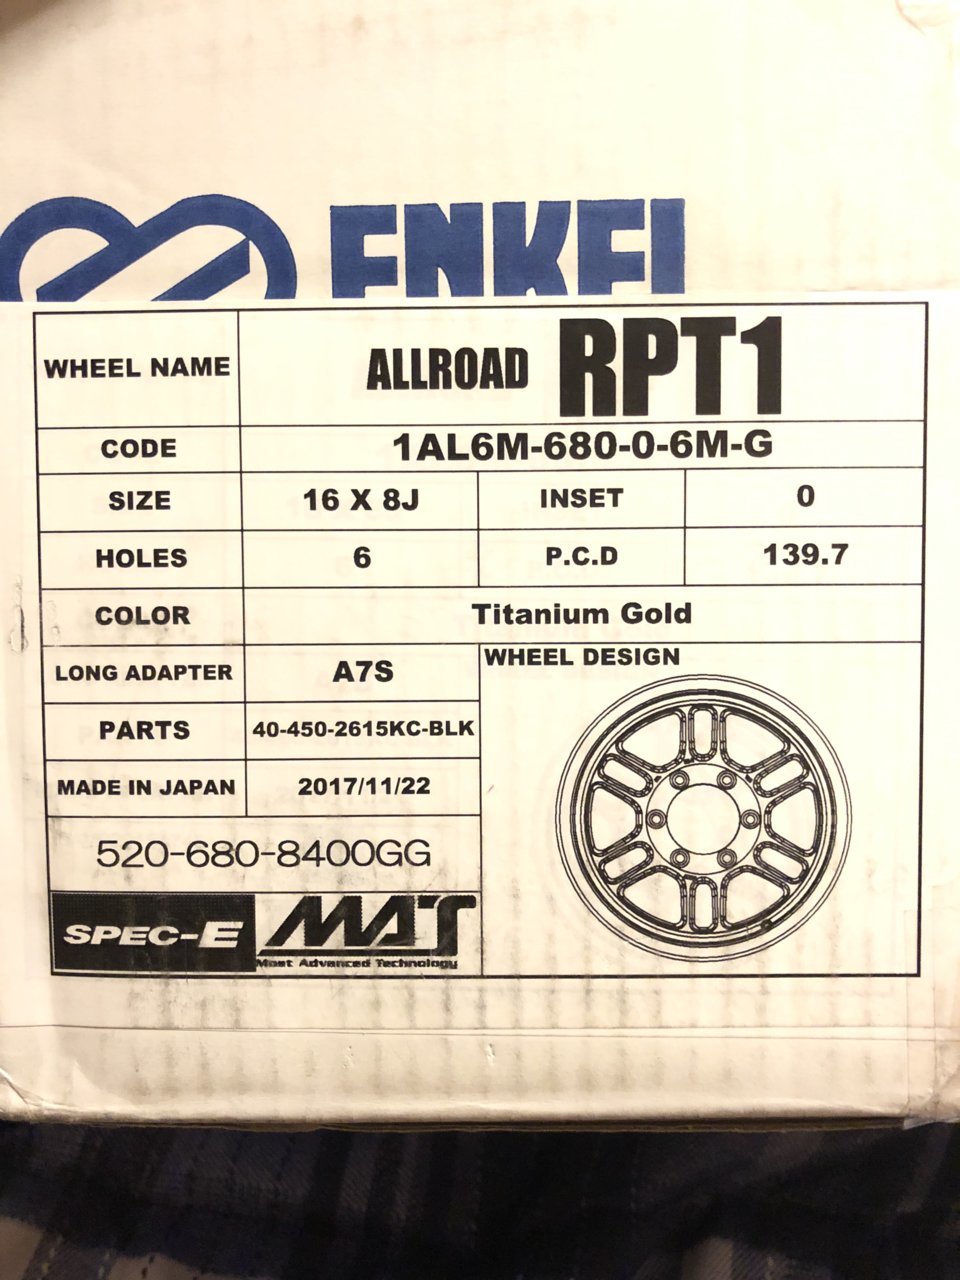 ENKEI
WHEEL NAME ALLROAD RPT1
CODE 1AL6M-680-0-6M-G
SIZE 16 X 8J INSET 0
HOLES 6 P.C.D 139.7
COLOR Titanium Gold
LONG ADAPTER A7S WHEEL DESIGN
PARTS 40-450-2615KC-BLK
MADE IN JAPAN 2017/11/22
520-680-8400GG
SPEC-E MAT
Most Advanced Technology